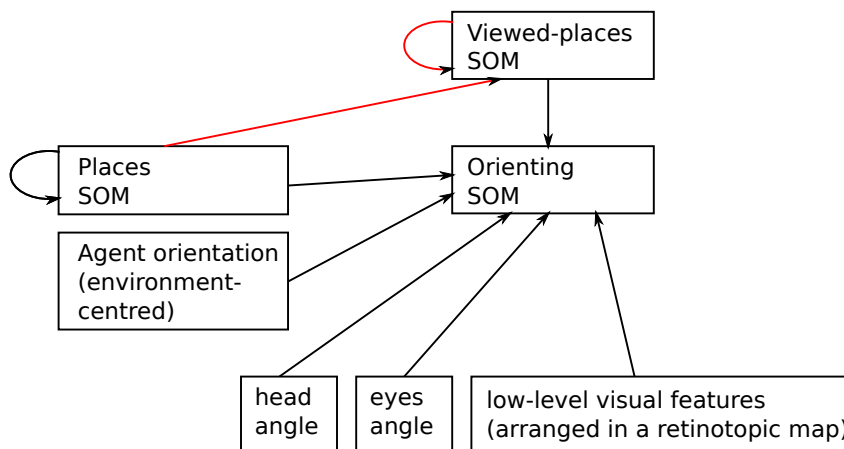 Viewed-places
SOM
Places
SOM
Orienting
SOM
Agent orientation
(environment-
centred)
head
angle
eyes
angle
low-level visual features
(arranged in a retinotopic map)